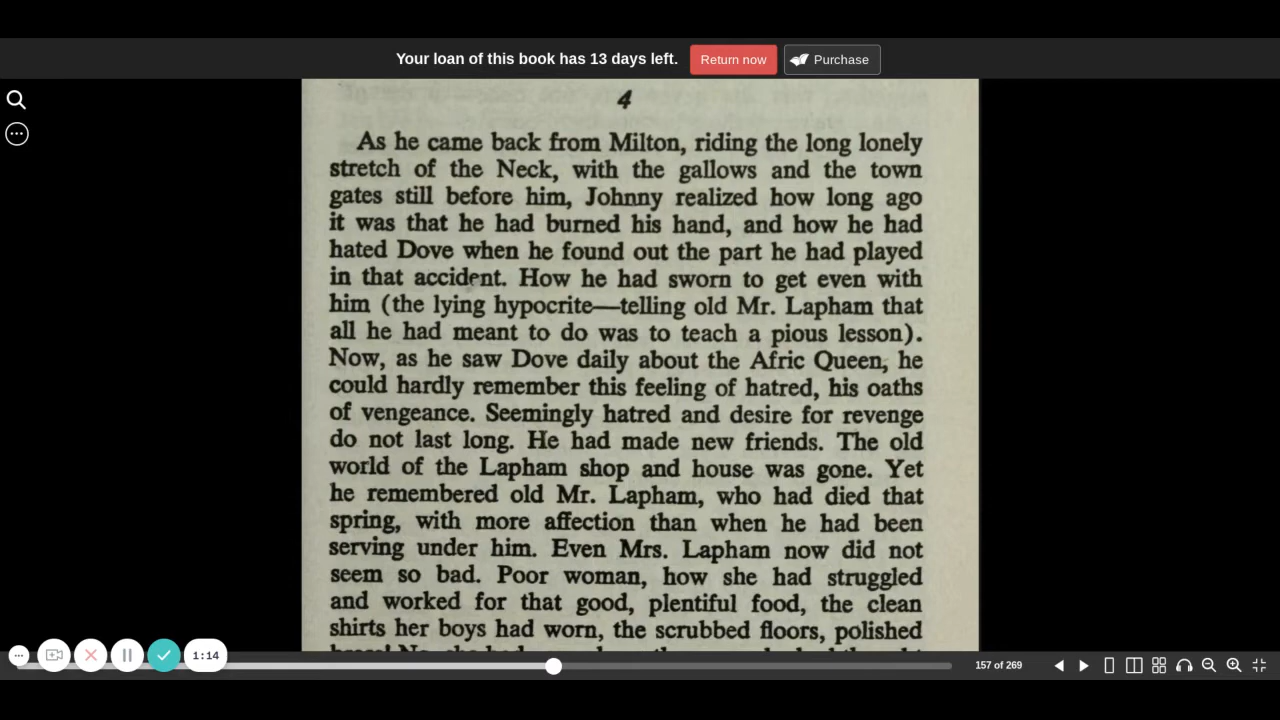 Your loan of this book has 13 days left. Return now Purchase
4
As he came back from Milton, riding the long lonely
stretch of the Neck, with the gallows and the town
gates still before him, Johnny realized how long ago
it was that he had burned his hand, and how he had
hated Dove when he found out the part he had played
in that accident. How he had sworn to get even with
him (the lying hypocrite—telling old Mr. Lapham that
all he had meant to do was to teach a pious lesson).
Now, as he saw Dove daily about the Afric Queen, he
could hardly remember this feeling of hatred, his oaths
of vengeance. Seemingly hatred and desire for revenge
do not last long. He had made new friends. The old
world of the Lapham shop and house was gone. Yet
he remembered old Mr. Lapham, who had died that
spring, with more affection than when he had been
serving under him. Even Mrs. Lapham now did not
seem so bad. Poor woman, how she had struggled
and worked for that good, plentiful food, the clean
shirts her boys had worn, the scrubbed floors, polished
1:14
157 of 269